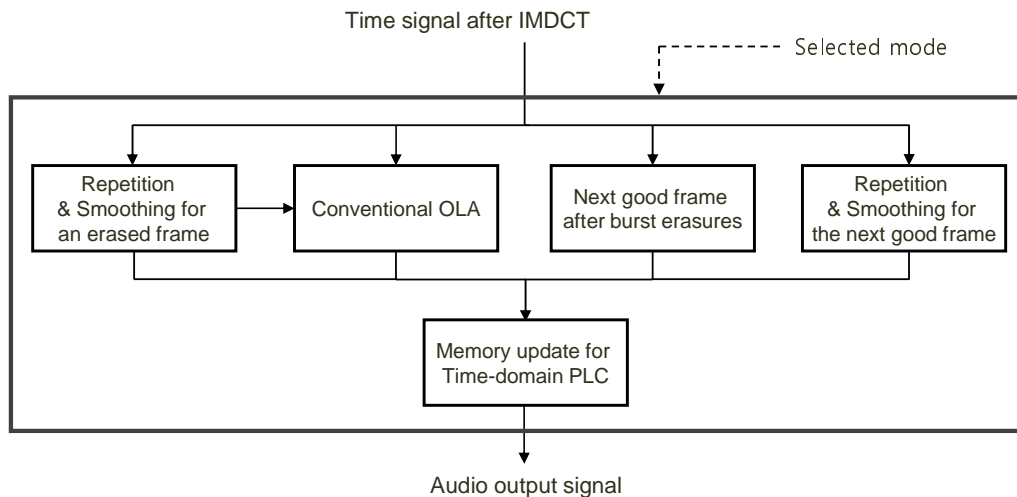 Time signal after IMDCT
Selected mode
Repetition
& Smoothing for
an erased frame
Conventional OLA
Next good frame
after burst erasures
Repetition
& Smoothing for
the next good frame
Memory update for
Time-domain PLC
Audio output signal